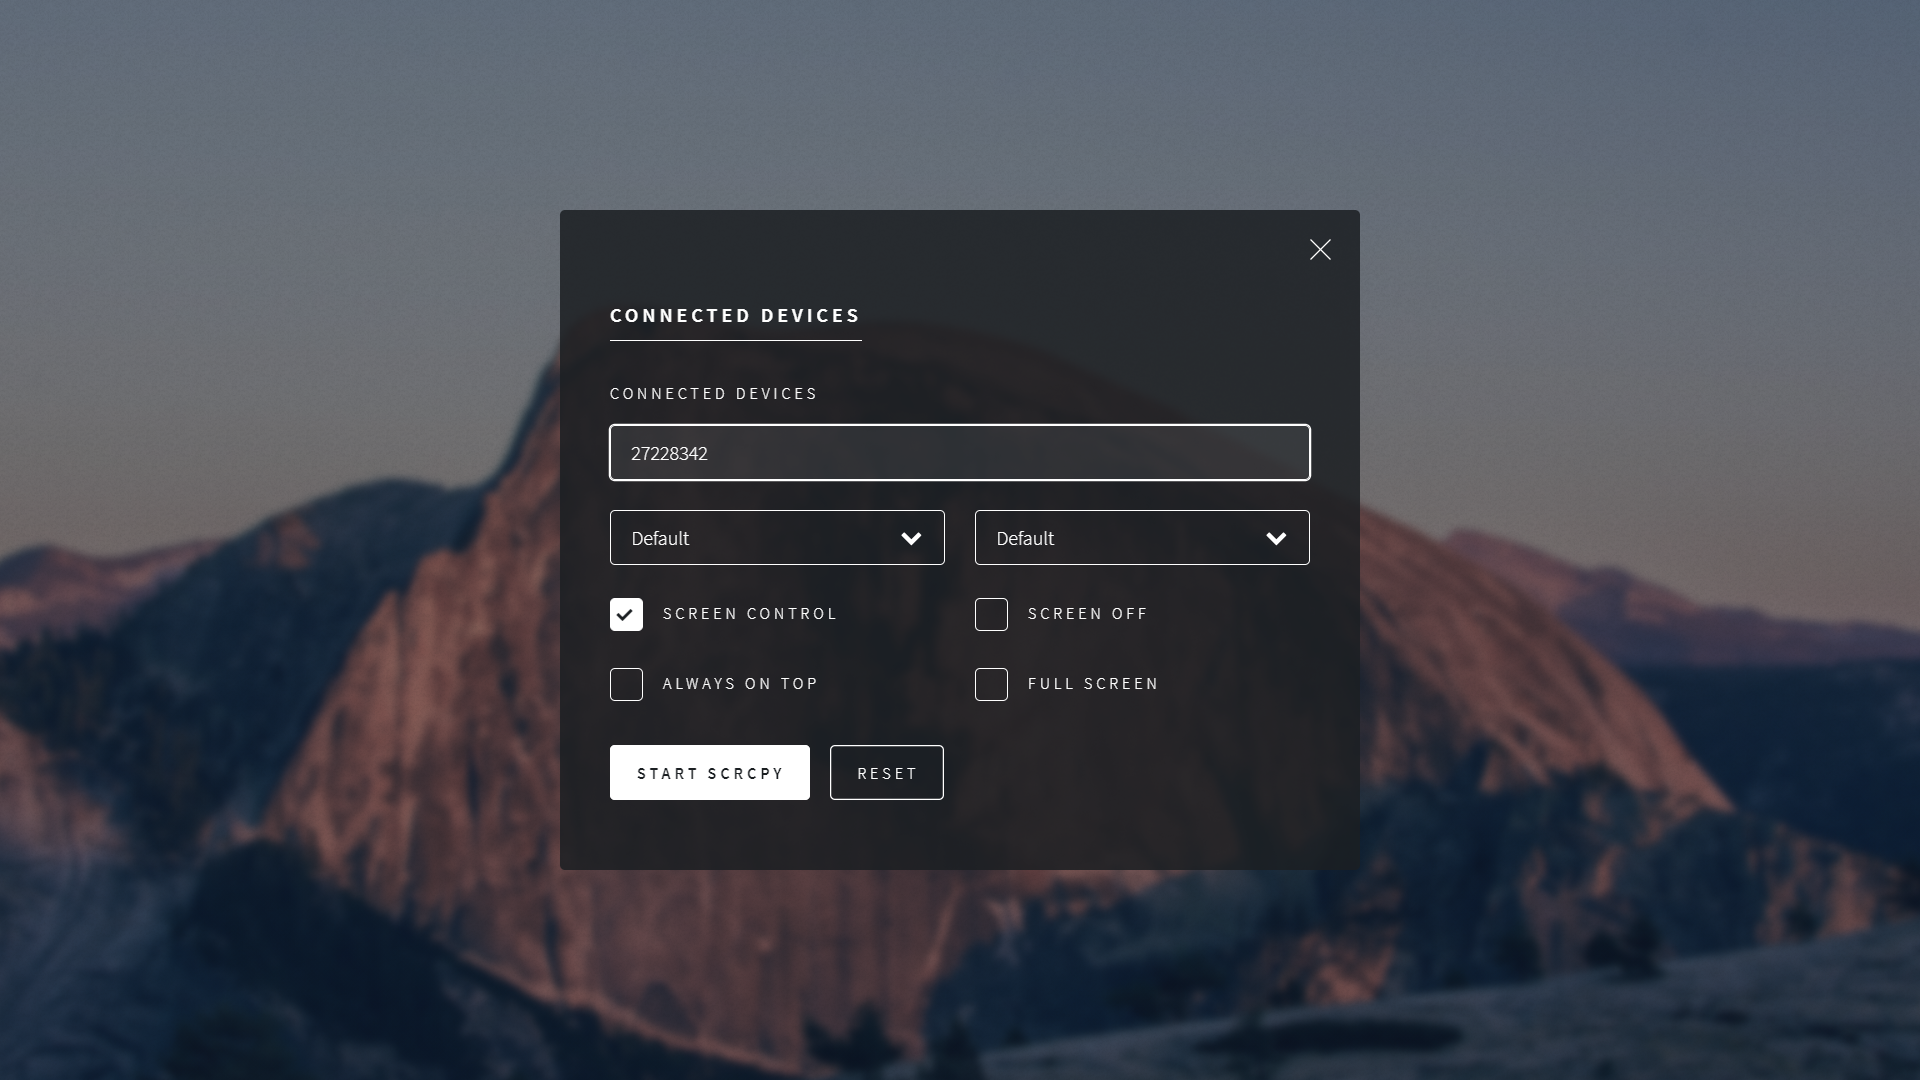 CONNECTED DEVICES
CONNECTED DEVICES
27228342
Default Default
SCREEN CONTROL SCREEN OFF
ALWAYS ON TOP FULL SCREEN
START SCRCPY RESET